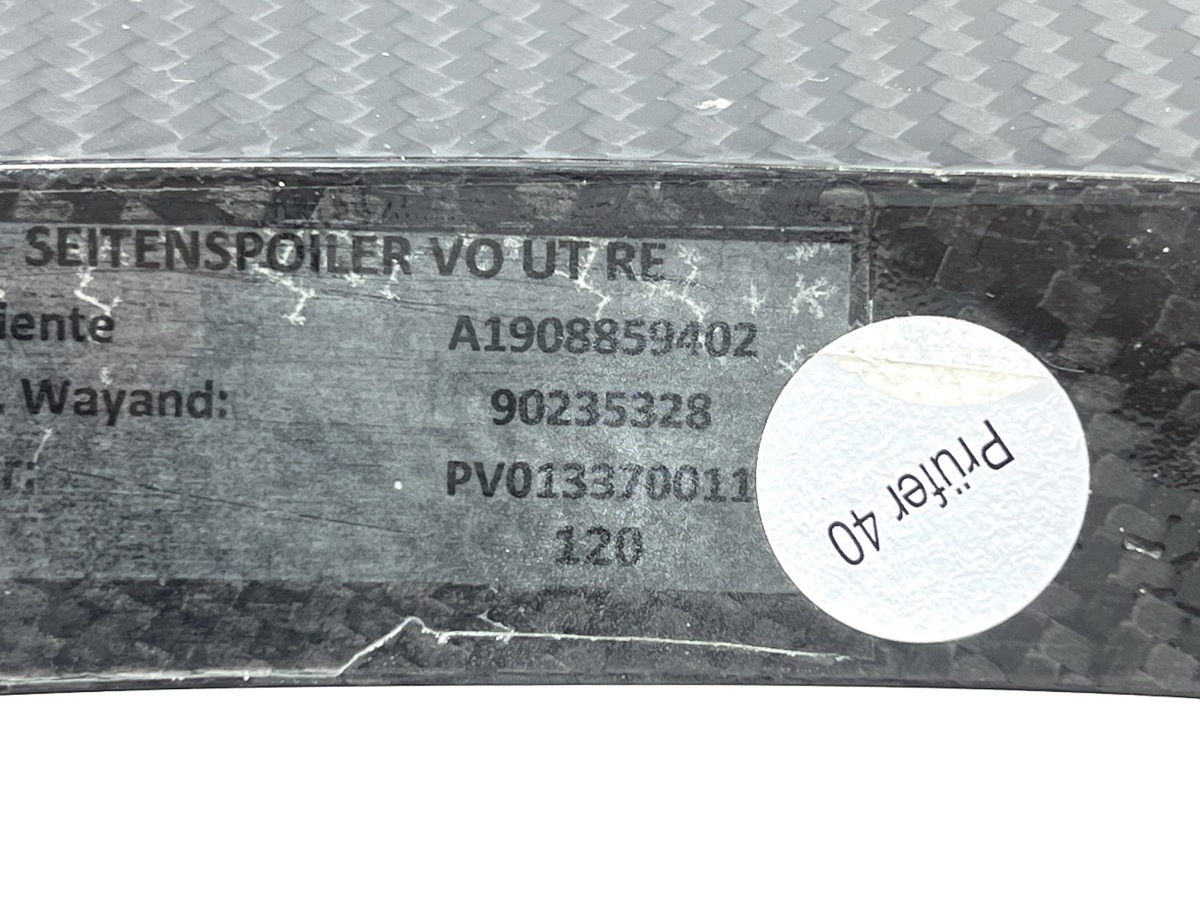 SEITENSPOILER VO UT RE
iente A1908859402
. Wayand: 90235328
r: PV013370011
120
Prüfer 40